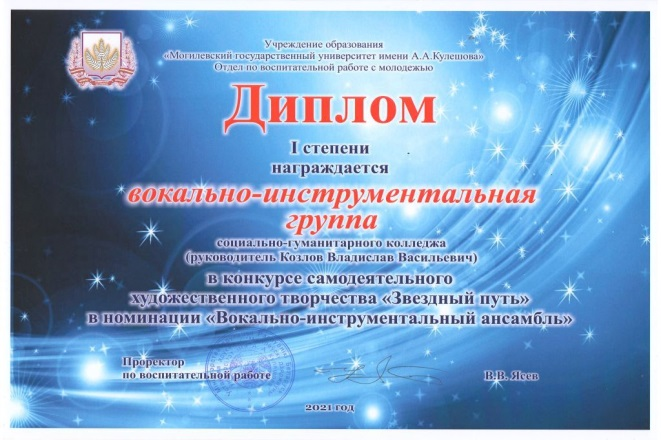 Учреждение образования
«Могилевский государственный университет имени А.А.Кулешова»
Отдел по воспитательной работе с молодежью
Диплом
I степени
награждается
вокально-инструментальная
группа
социально-гуманитарного колледжа
(руководитель Козлов Владислав Васильевич)
в конкурсе самодеятельного
художественного творчества «Звездный путь»
в номинации «Вокально-инструментальный ансамбль»
Проректор
по воспитательной работе
В.В. Ясев
2021 год